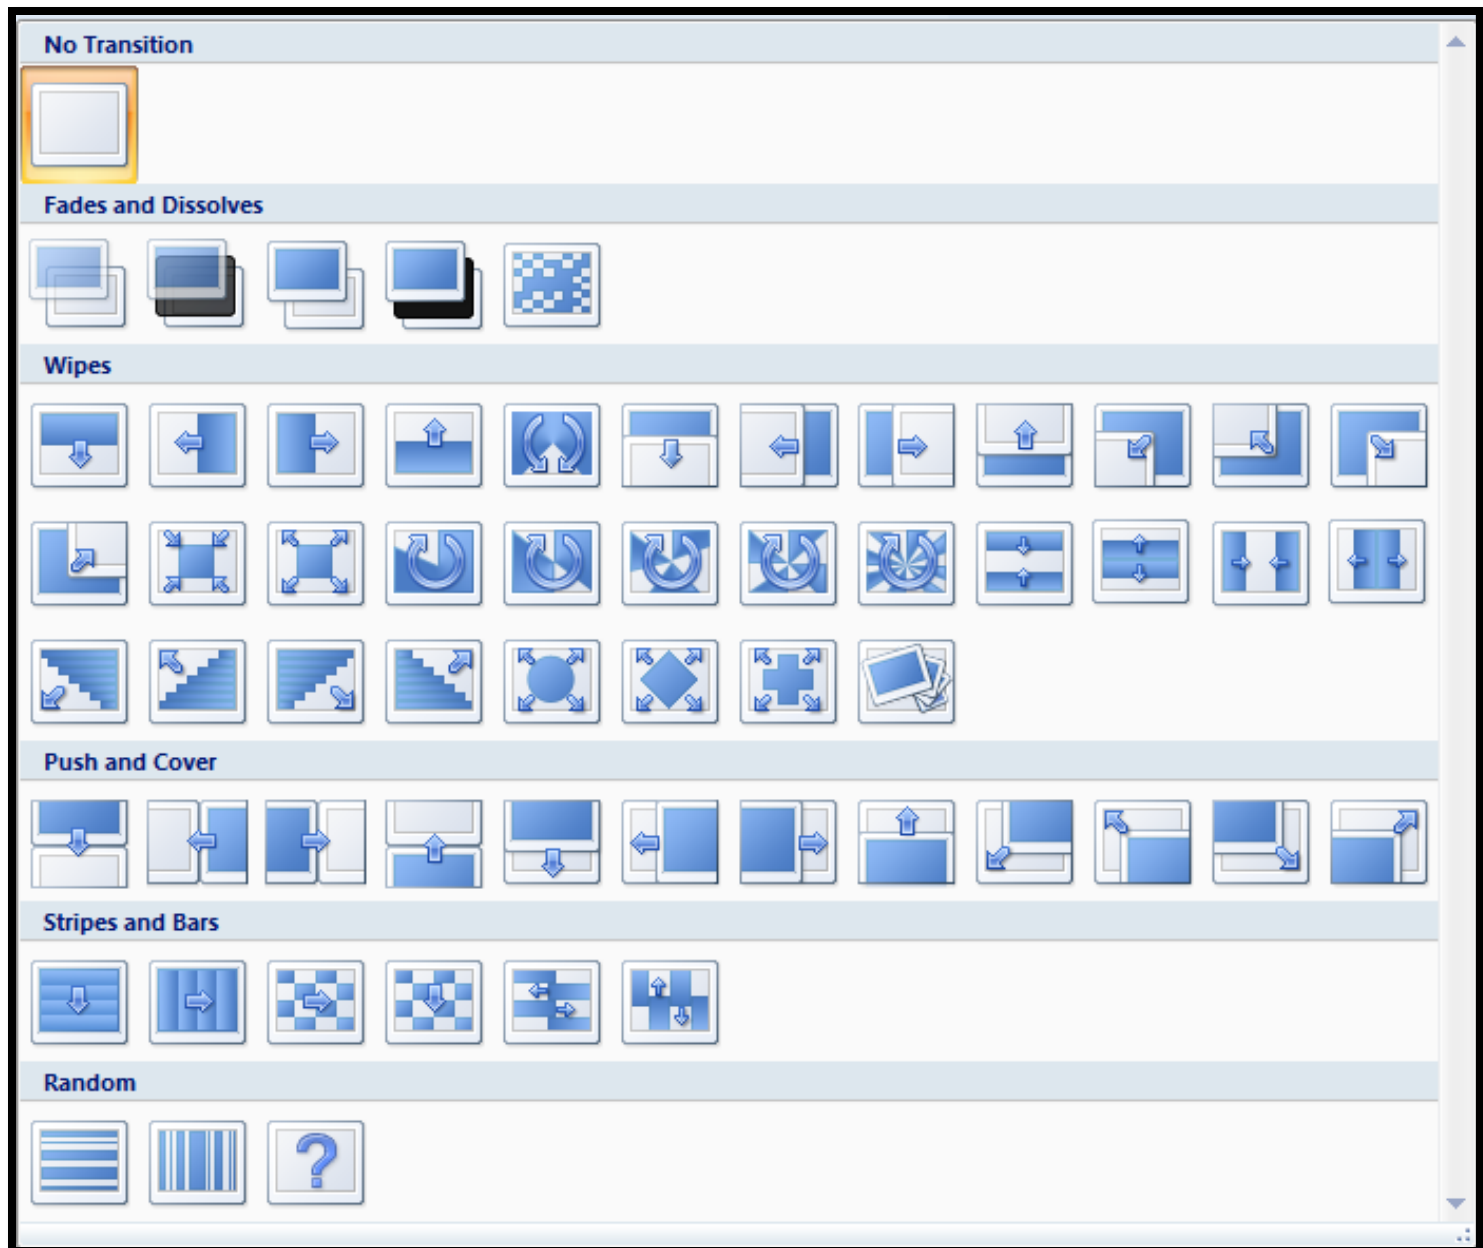 No Transition
Fades and Dissolves
Wipes
Push and Cover
Stripes and Bars
Random
?